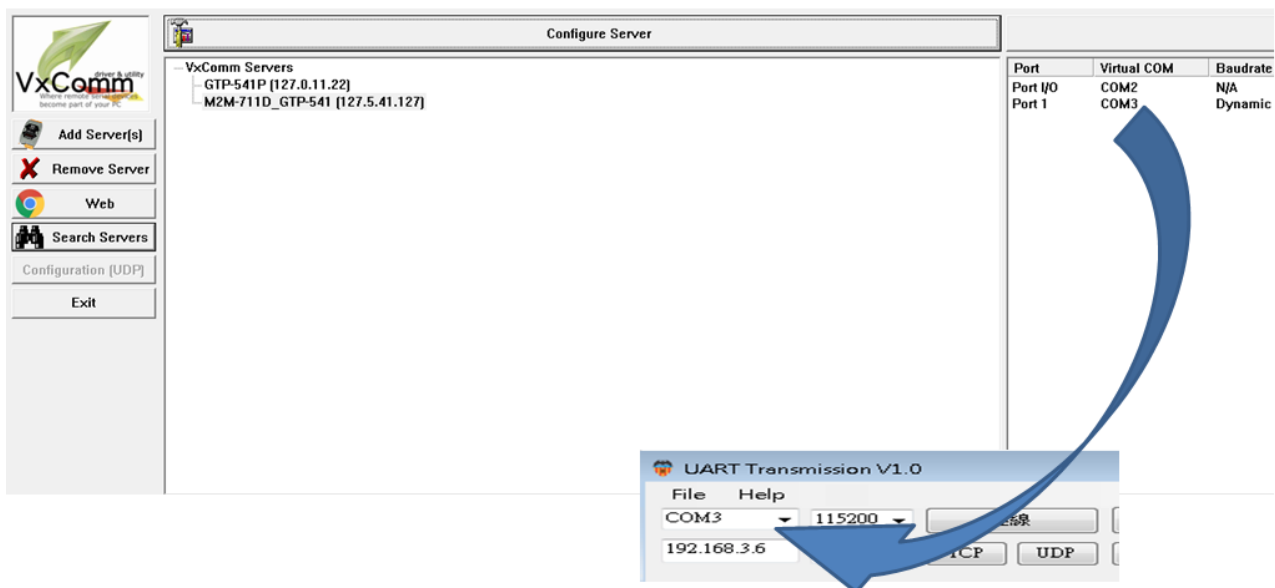 Configure Server
driver & utility
VxComm
Where remote serial devices
become part of your PC
Add Server(s)
Remove Server
Web
Search Servers
Configuration (UDP)
Exit
VxComm Servers
GTP-541P (127.0.11.22)
M2M-711D_GTP-541 (127.5.41.127)
Port Virtual COM Baudrate
Port I/O COM2 N/A
Port 1 COM3 Dynamic
UART Transmission V1.0
File Help
COM3 115200 線
192.168.3.6 UDP